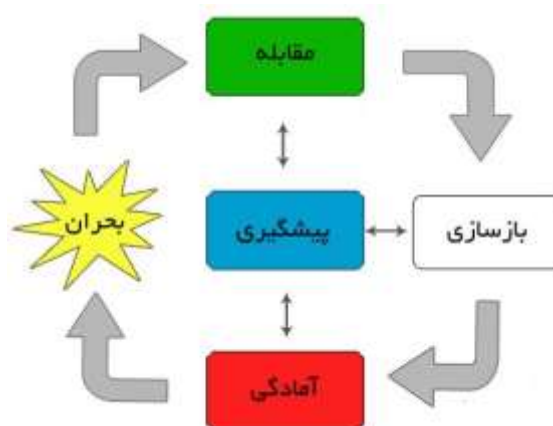 مقابله
بازسازی
پیشگیری
بحران
آمادگی